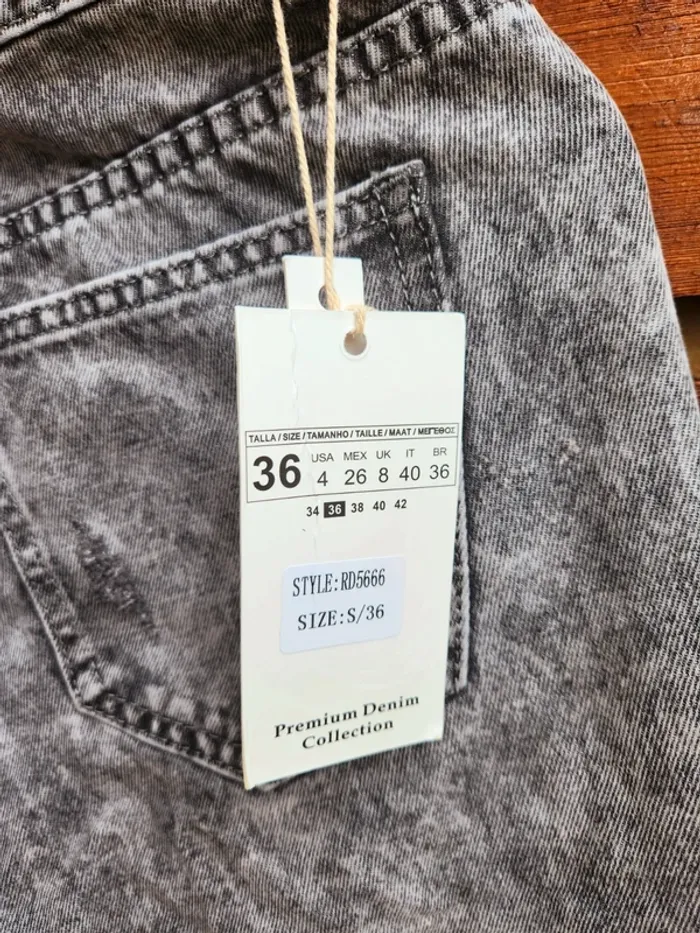 TALLA / SIZE / TAMANHO / TAILLE / MAAT / ΜΕΓΕΘΟΣ
36 USA MEX UK IT BR
4 26 8 40 36
34 36 38 40 42
STYLE:RD5666
SIZE:S/36
Premium Denim
Collection